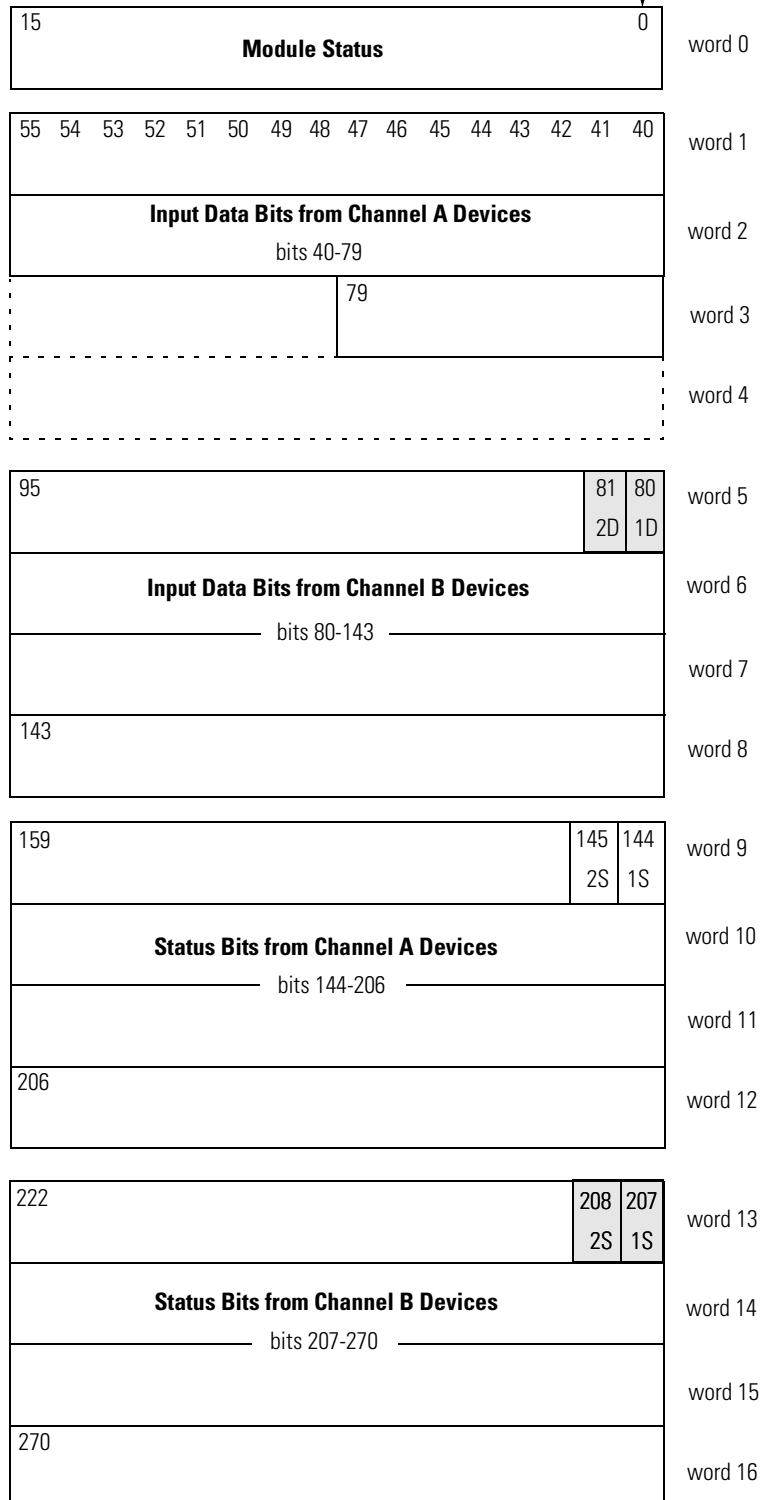 15 0
Module Status
word 0
55 54 53 52 51 50 49 48 47 46 45 44 43 42 41 40
word 1
Input Data Bits from Channel A Devices
bits 40-79
word 2
79
word 3
word 4
95 81 80
word 5
2D 1D
Input Data Bits from Channel B Devices
word 6
bits 80-143
word 7
143
word 8
159 145 144
word 9
2S 1S
Status Bits from Channel A Devices
word 10
bits 144-206
word 11
206
word 12
222 208 207
word 13
2S 1S
Status Bits from Channel B Devices
word 14
bits 207-270
word 15
270
word 16